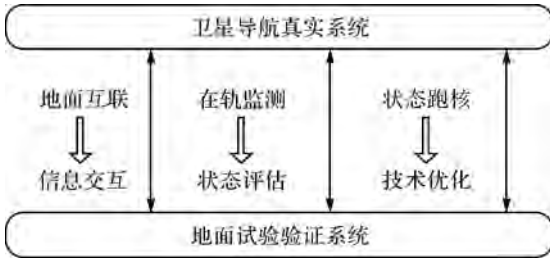 卫星导航真实系统
地面互联 在轨监测 状态跑核
信息交互 状态评估 技术优化
地面试验验证系统